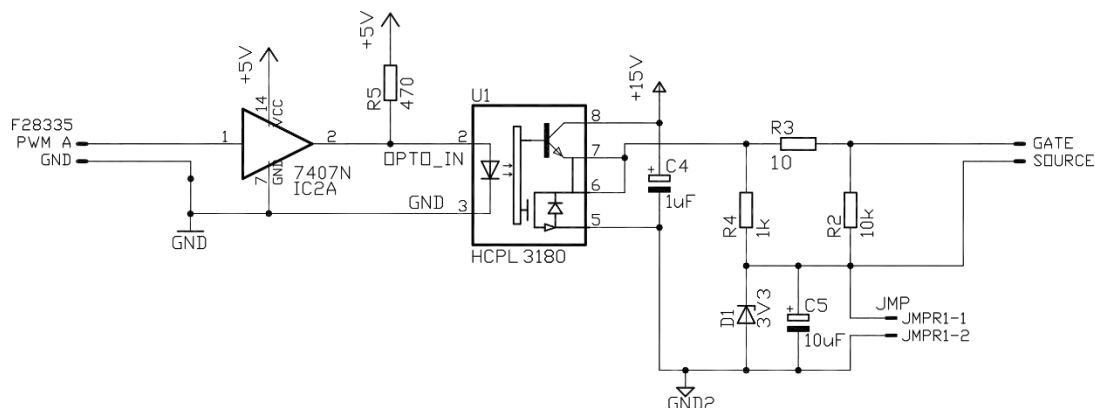 +5V
R5
470
+5V
14
VCC
F28335
PWM A
GND
1
2
7
GND
7407N
IC2A
GND
OPTO_IN
GND
U1
2
3
8
7
6
5
HCPL3180
+15V
+
C4
1uF
R3
10
GATE
SOURCE
R4
1k
R2
10k
D1
3V3
+
C5
10uF
JMP
JMPR1-1
JMPR1-2
GND2